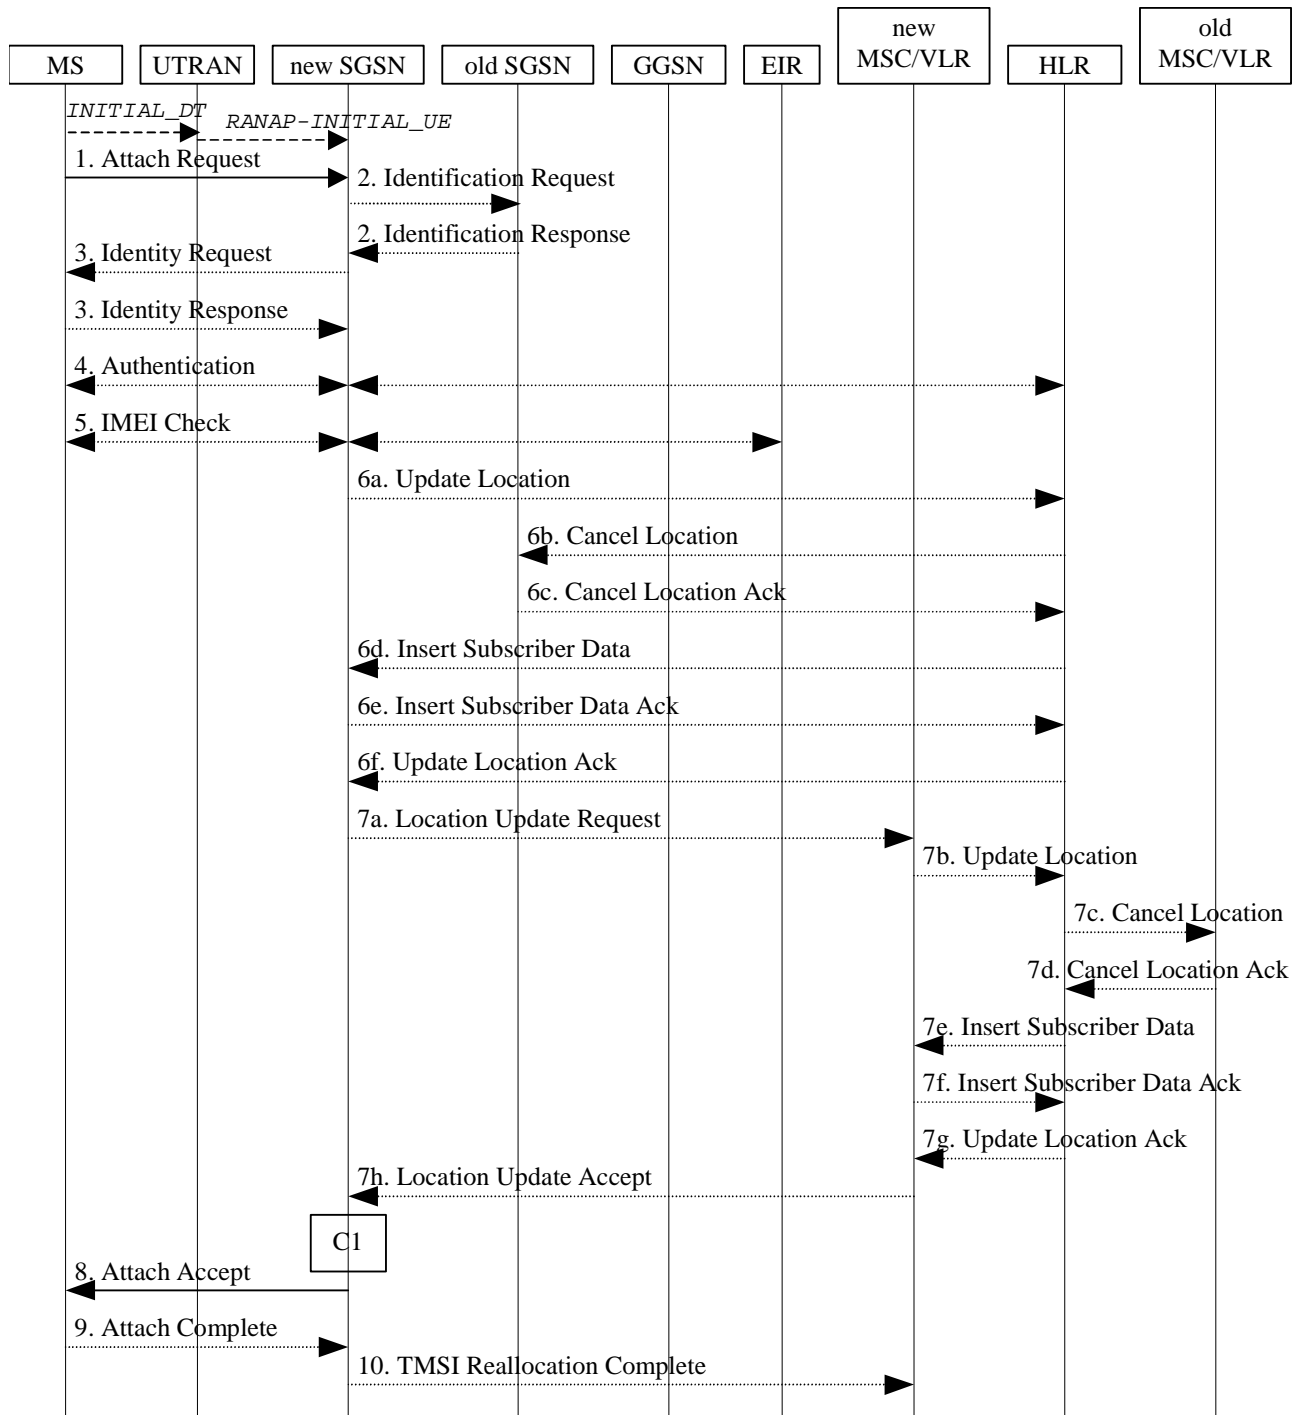 new
old
MS
UTRAN
new SGSN
old SGSN
GGSN
EIR
MSC/VLR
HLR
MSC/VLR
INITIAL_DT
RANAP-INITIAL_UE
1. Attach Request
2. Identification Request
2. Identification Response
3. Identity Request
3. Identity Response
4. Authentication
5. IMEI Check
6a. Update Location
6b. Cancel Location
6c. Cancel Location Ack
6d. Insert Subscriber Data
6e. Insert Subscriber Data Ack
6f. Update Location Ack
7a. Location Update Request
7b. Update Location
7c. Cancel Location
7d. Cancel Location Ack
7e. Insert Subscriber Data
7f. Insert Subscriber Data Ack
7g. Update Location Ack
7h. Location Update Accept
C1
8. Attach Accept
9. Attach Complete
10. TMSI Reallocation Complete